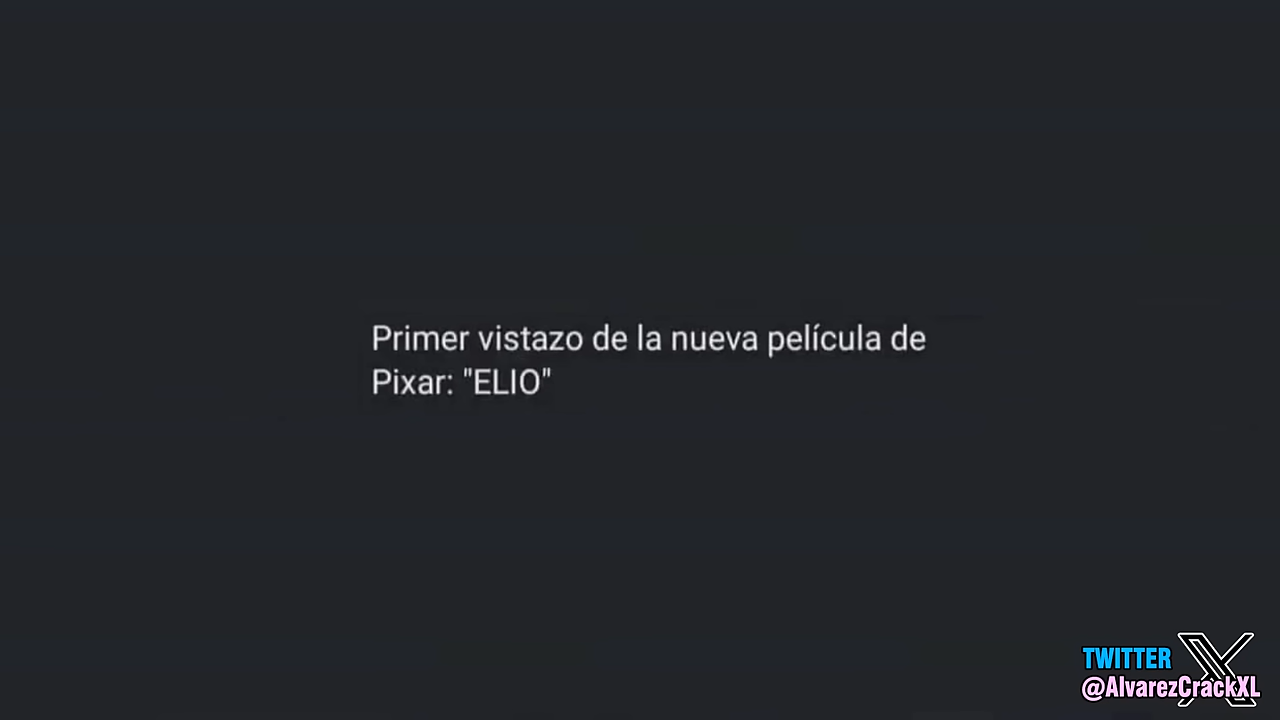 Primer vistazo de la nueva película de
Pixar: "ELIO"
TWITTER
@AlvarezCrackXL